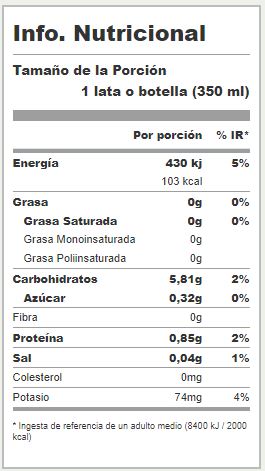 Info. Nutricional
Tamaño de la Porción
1 lata o botella (350 ml)
Por porción % IR*
Energía 430 kj 5%
103 kcal
Grasa 0g 0%
Grasa Saturada 0g 0%
Grasa Monoinsaturada 0g
Grasa Poliinsaturada 0g
Carbohidratos 5,81g 2%
Azúcar 0,32g 0%
Fibra 0g
Proteína 0,85g 2%
Sal 0,04g 1%
Colesterol 0mg
Potasio 74mg 4%
* Ingesta de referencia de un adulto medio (8400 kJ / 2000
kcal)